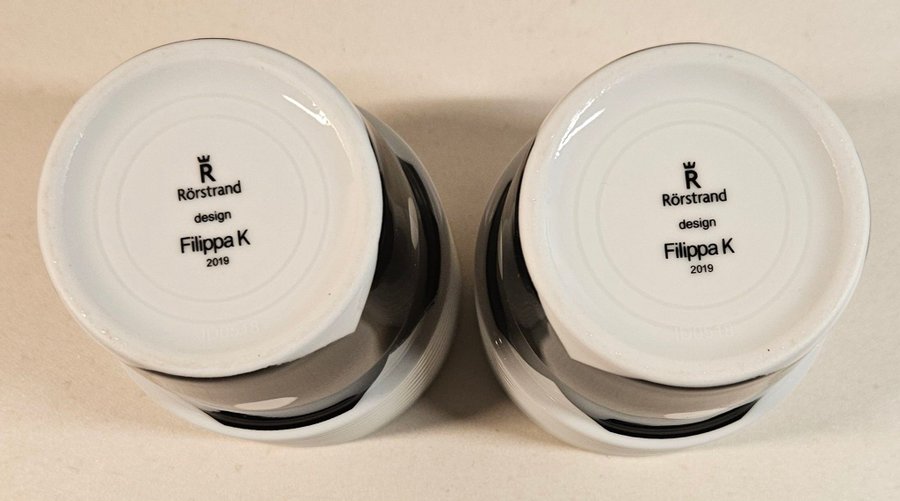 R
Rörstrand
design
Filippa K
2019
R
Rörstrand
design
Filippa K
2019